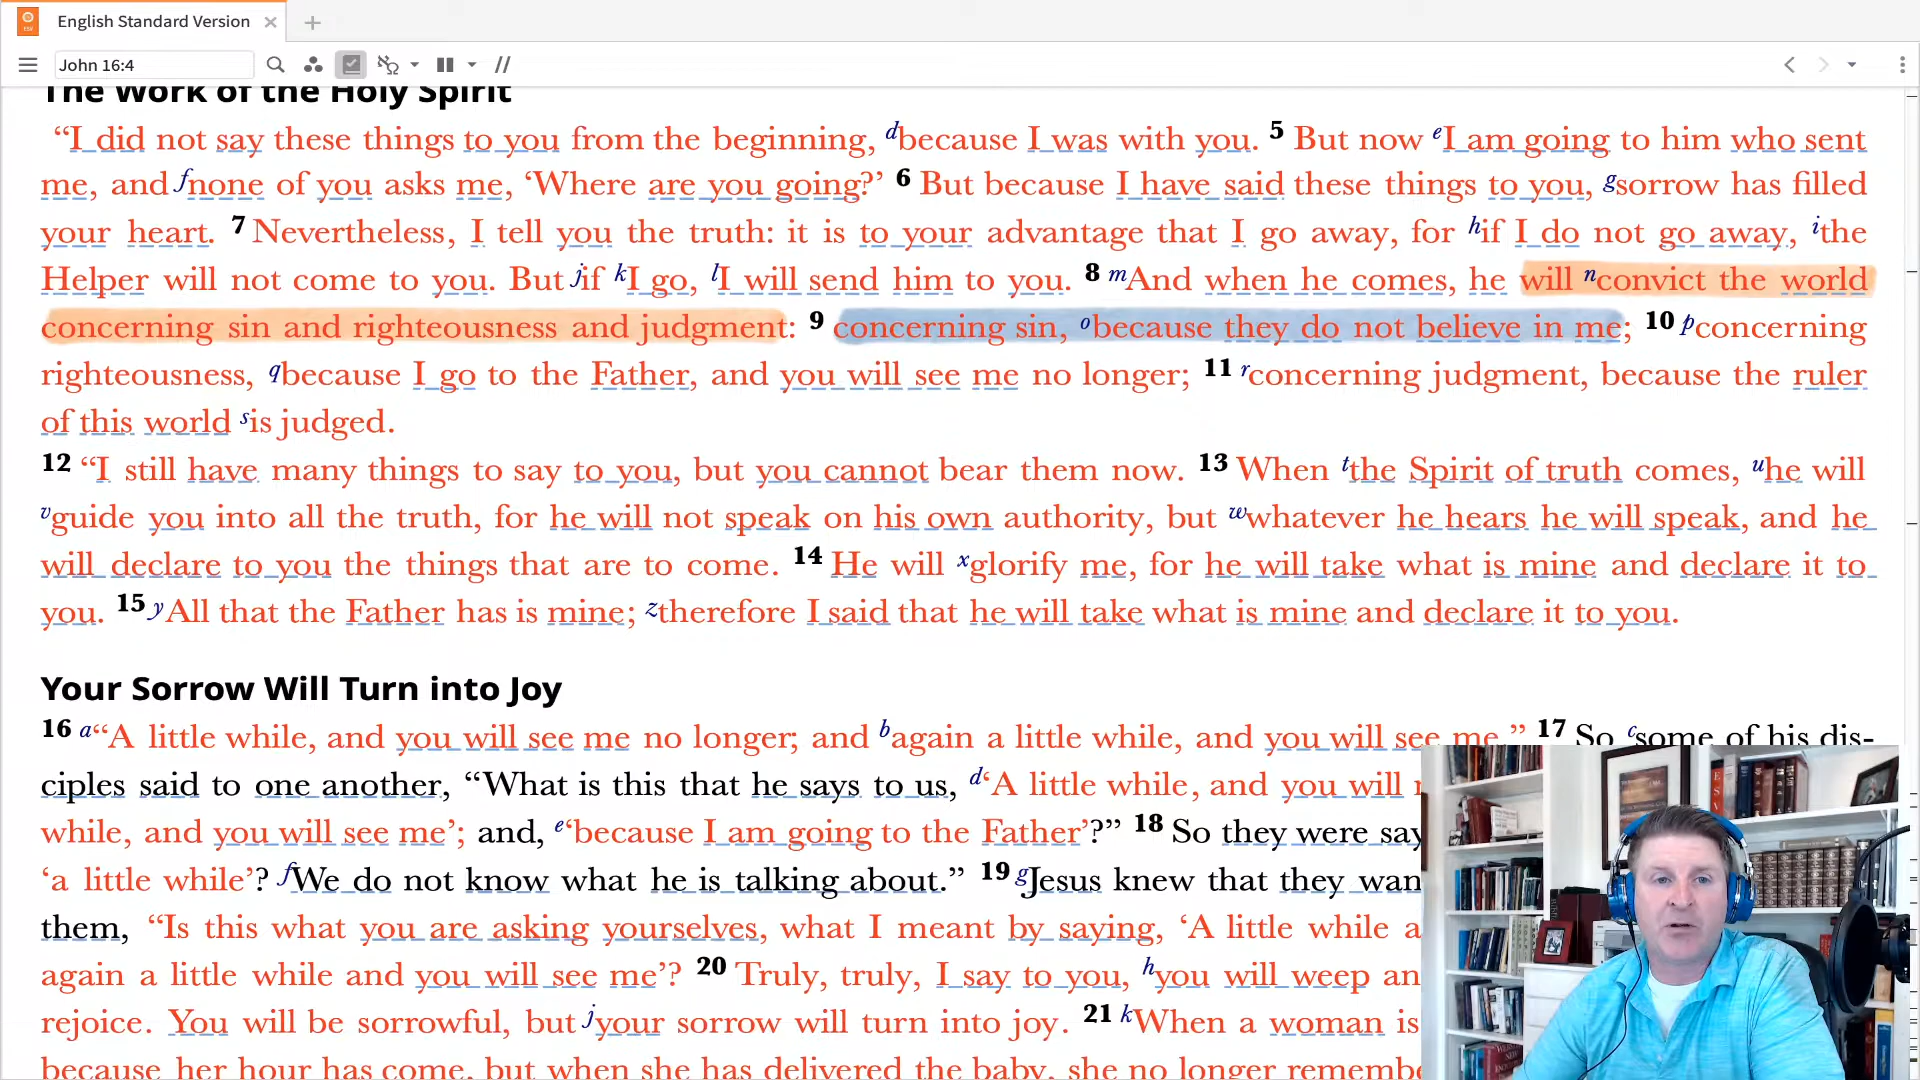 English Standard Version
John 16:4
The Work of the Holy Spirit
“I did not say these things to you from the beginning, dbecause I was with you. 5 But now eI am going to him who sent
me, and fnone of you asks me, ‘Where are you going?’ 6 But because I have said these things to you, gsorrow has filled
your heart. 7 Nevertheless, I tell you the truth: it is to your advantage that I go away, for hif I do not go away, ithe
Helper will not come to you. But jif kI go, lI will send him to you. 8 mAnd when he comes, he will nconvict the world
concerning sin and righteousness and judgment: 9 concerning sin, obecause they do not believe in me; 10 pconcerning
righteousness, qbecause I go to the Father, and you will see me no longer; 11 rconcerning judgment, because the ruler
of this world sis judged.
12 “I still have many things to say to you, but you cannot bear them now. 13 When tthe Spirit of truth comes, uhe will
vguide you into all the truth, for he will not speak on his own authority, but wwhatever he hears he will speak, and he
will declare to you the things that are to come. 14 He will xglorify me, for he will take what is mine and declare it to
you. 15 yAll that the Father has is mine; ztherefore I said that he will take what is mine and declare it to you.
Your Sorrow Will Turn into Joy
16 a“A little while, and you will see me no longer; and bagain a little while, and you will see me.” 17 So csome of his dis-
ciples said to one another, “What is this that he says to us, d‘A little while, and you will
while, and you will see me’; and, e‘because I am going to the Father’?” 18 So they were say
‘a little while’? fWe do not know what he is talking about.” 19 gJesus knew that they wan
them, “Is this what you are asking yourselves, what I meant by saying, ‘A little while a
again a little while and you will see me’? 20 Truly, truly, I say to you, hyou will weep an
rejoice. You will be sorrowful, but jyour sorrow will turn into joy. 21 kWhen a woman is
because her hour has come, but when she has delivered the baby, she no longer remembe